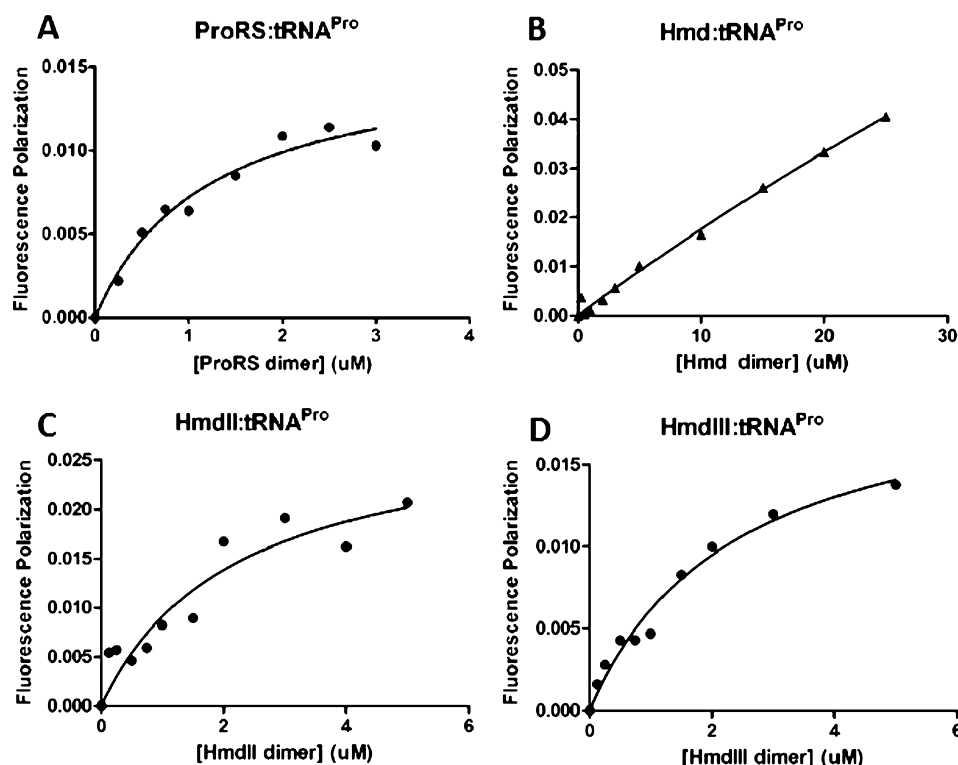 A
ProRS:tRNAPro
Fluorescence Polarization
0.015
0.010
0.005
0.000
0
1
2
3
4
[ProRS dimer] (uM)
B
Hmd:tRNAPro
Fluorescence Polarization
0.05
0.04
0.03
0.02
0.01
0.00
0
10
20
30
[Hmd dimer] (uM)
C
HmdII:tRNAPro
Fluorescence Polarization
0.025
0.020
0.015
0.010
0.005
0.000
0
2
4
6
[HmdII dimer] (uM)
D
HmdIII:tRNAPro
Fluorescence Polarization
0.015
0.010
0.005
0.000
0
2
4
6
[HmdIII dimer] (uM)